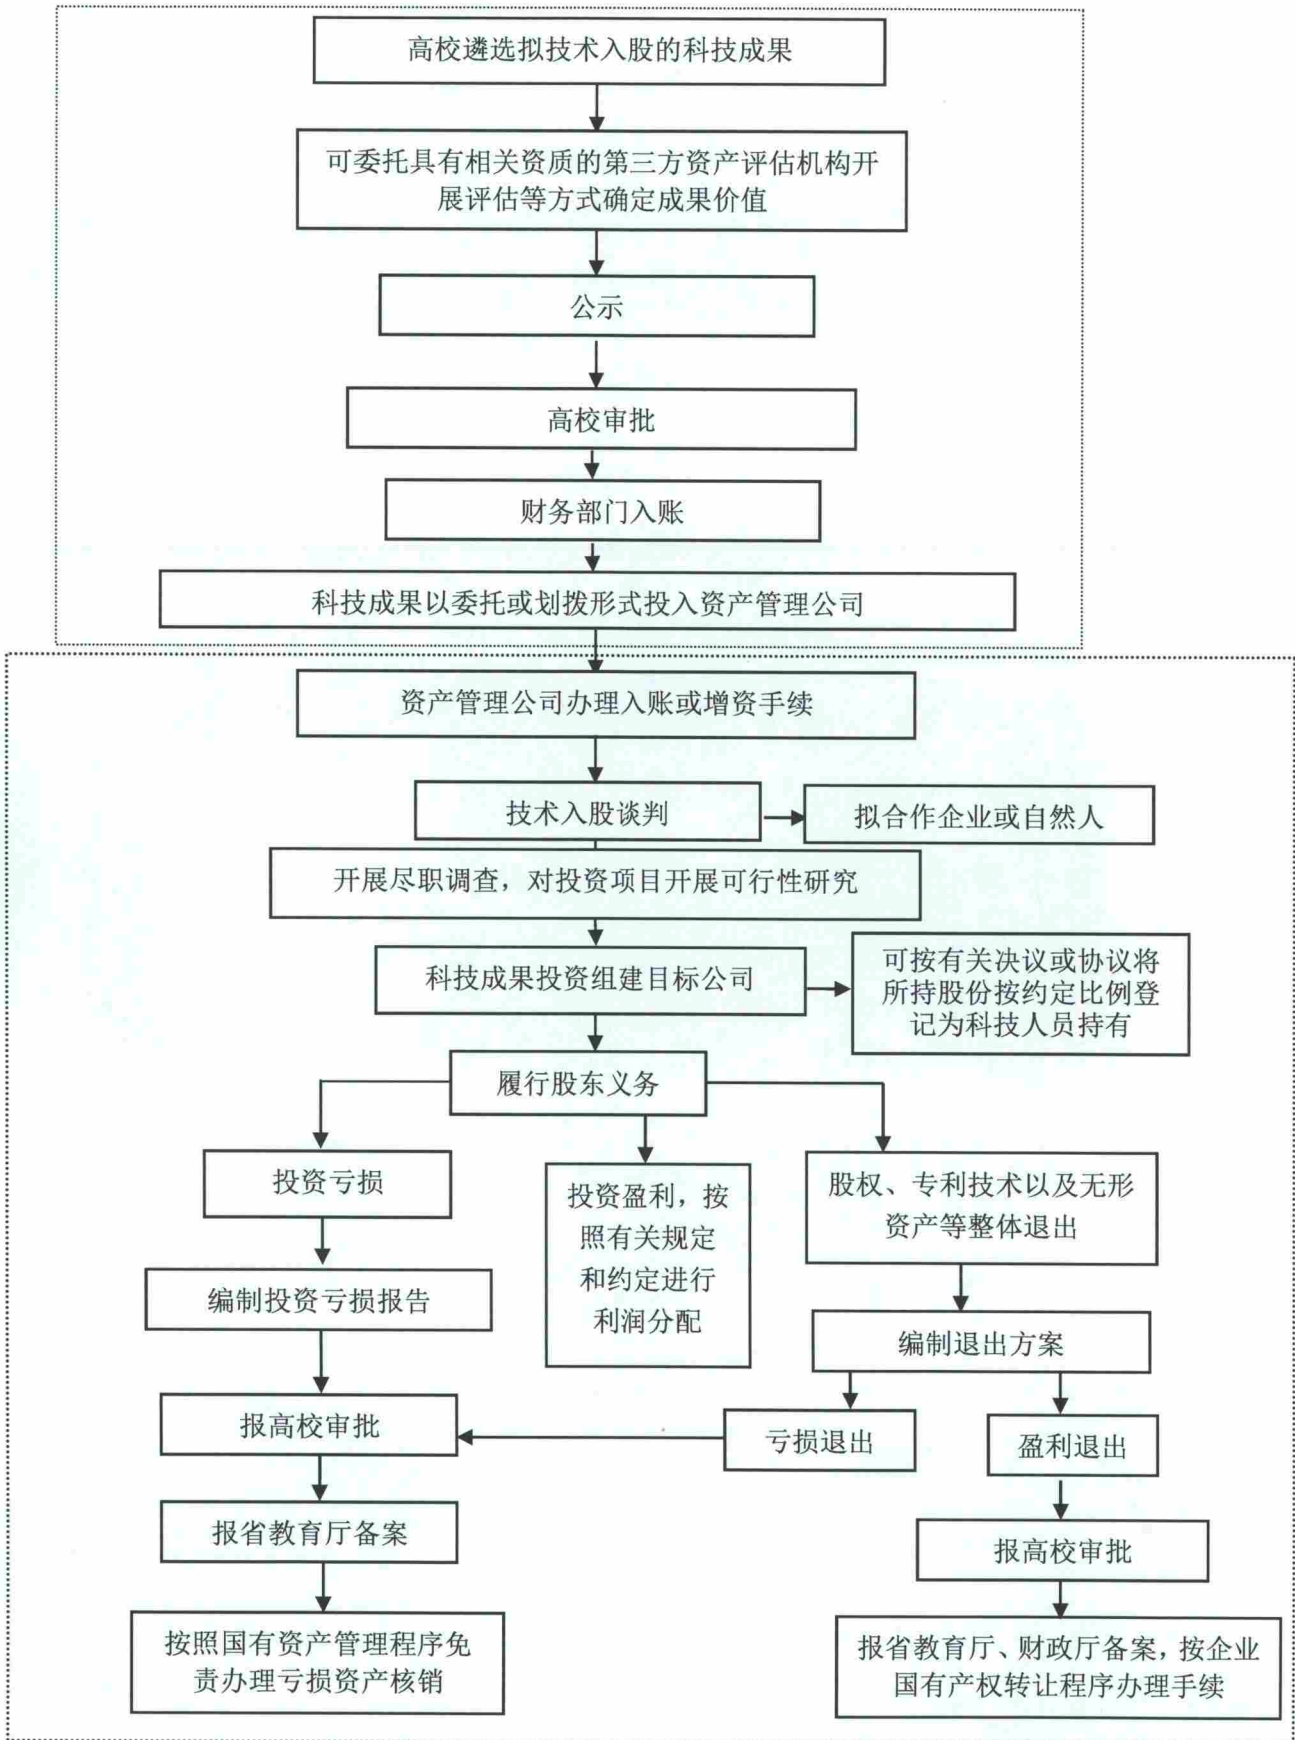 高校遴选拟技术入股的科技成果
可委托具有相关资质的第三方资产评估机构开
展评估等方式确定成果价值
公示
高校审批
财务部门入账
科技成果以委托或划拨形式投入资产管理公司
资产管理公司办理入账或增资手续
技术入股谈判
拟合作企业或自然人
开展尽职调查，对投资项目开展可行性研究
科技成果投资组建目标公司
可按有关决议或协议将
所持股份按约定比例登
记为科技人员持有
履行股东义务
投资亏损
编制投资亏损报告
投资盈利，按
照有关规定
和约定进行
利润分配
股权、专利技术以及无形
资产等整体退出
编制退出方案
报高校审批
亏损退出
盈利退出
报省教育厅备案
报高校审批
按照国有资产管理程序免
责办理亏损资产核销
报省教育厅、财政厅备案，按企业
国有产权转让程序办理手续